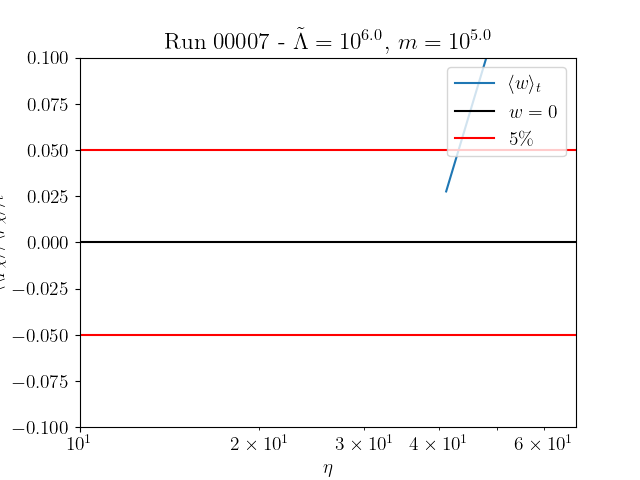 Run 00007 - Λ̃ = 10^6.0, m = 10^5.0
⟨w⟩_t
w = 0
5%
0.100
0.075
0.050
0.025
0.000
−0.025
−0.050
−0.075
−0.100
10^1
2 × 10^1
3 × 10^1
4 × 10^1
6 × 10^1
η